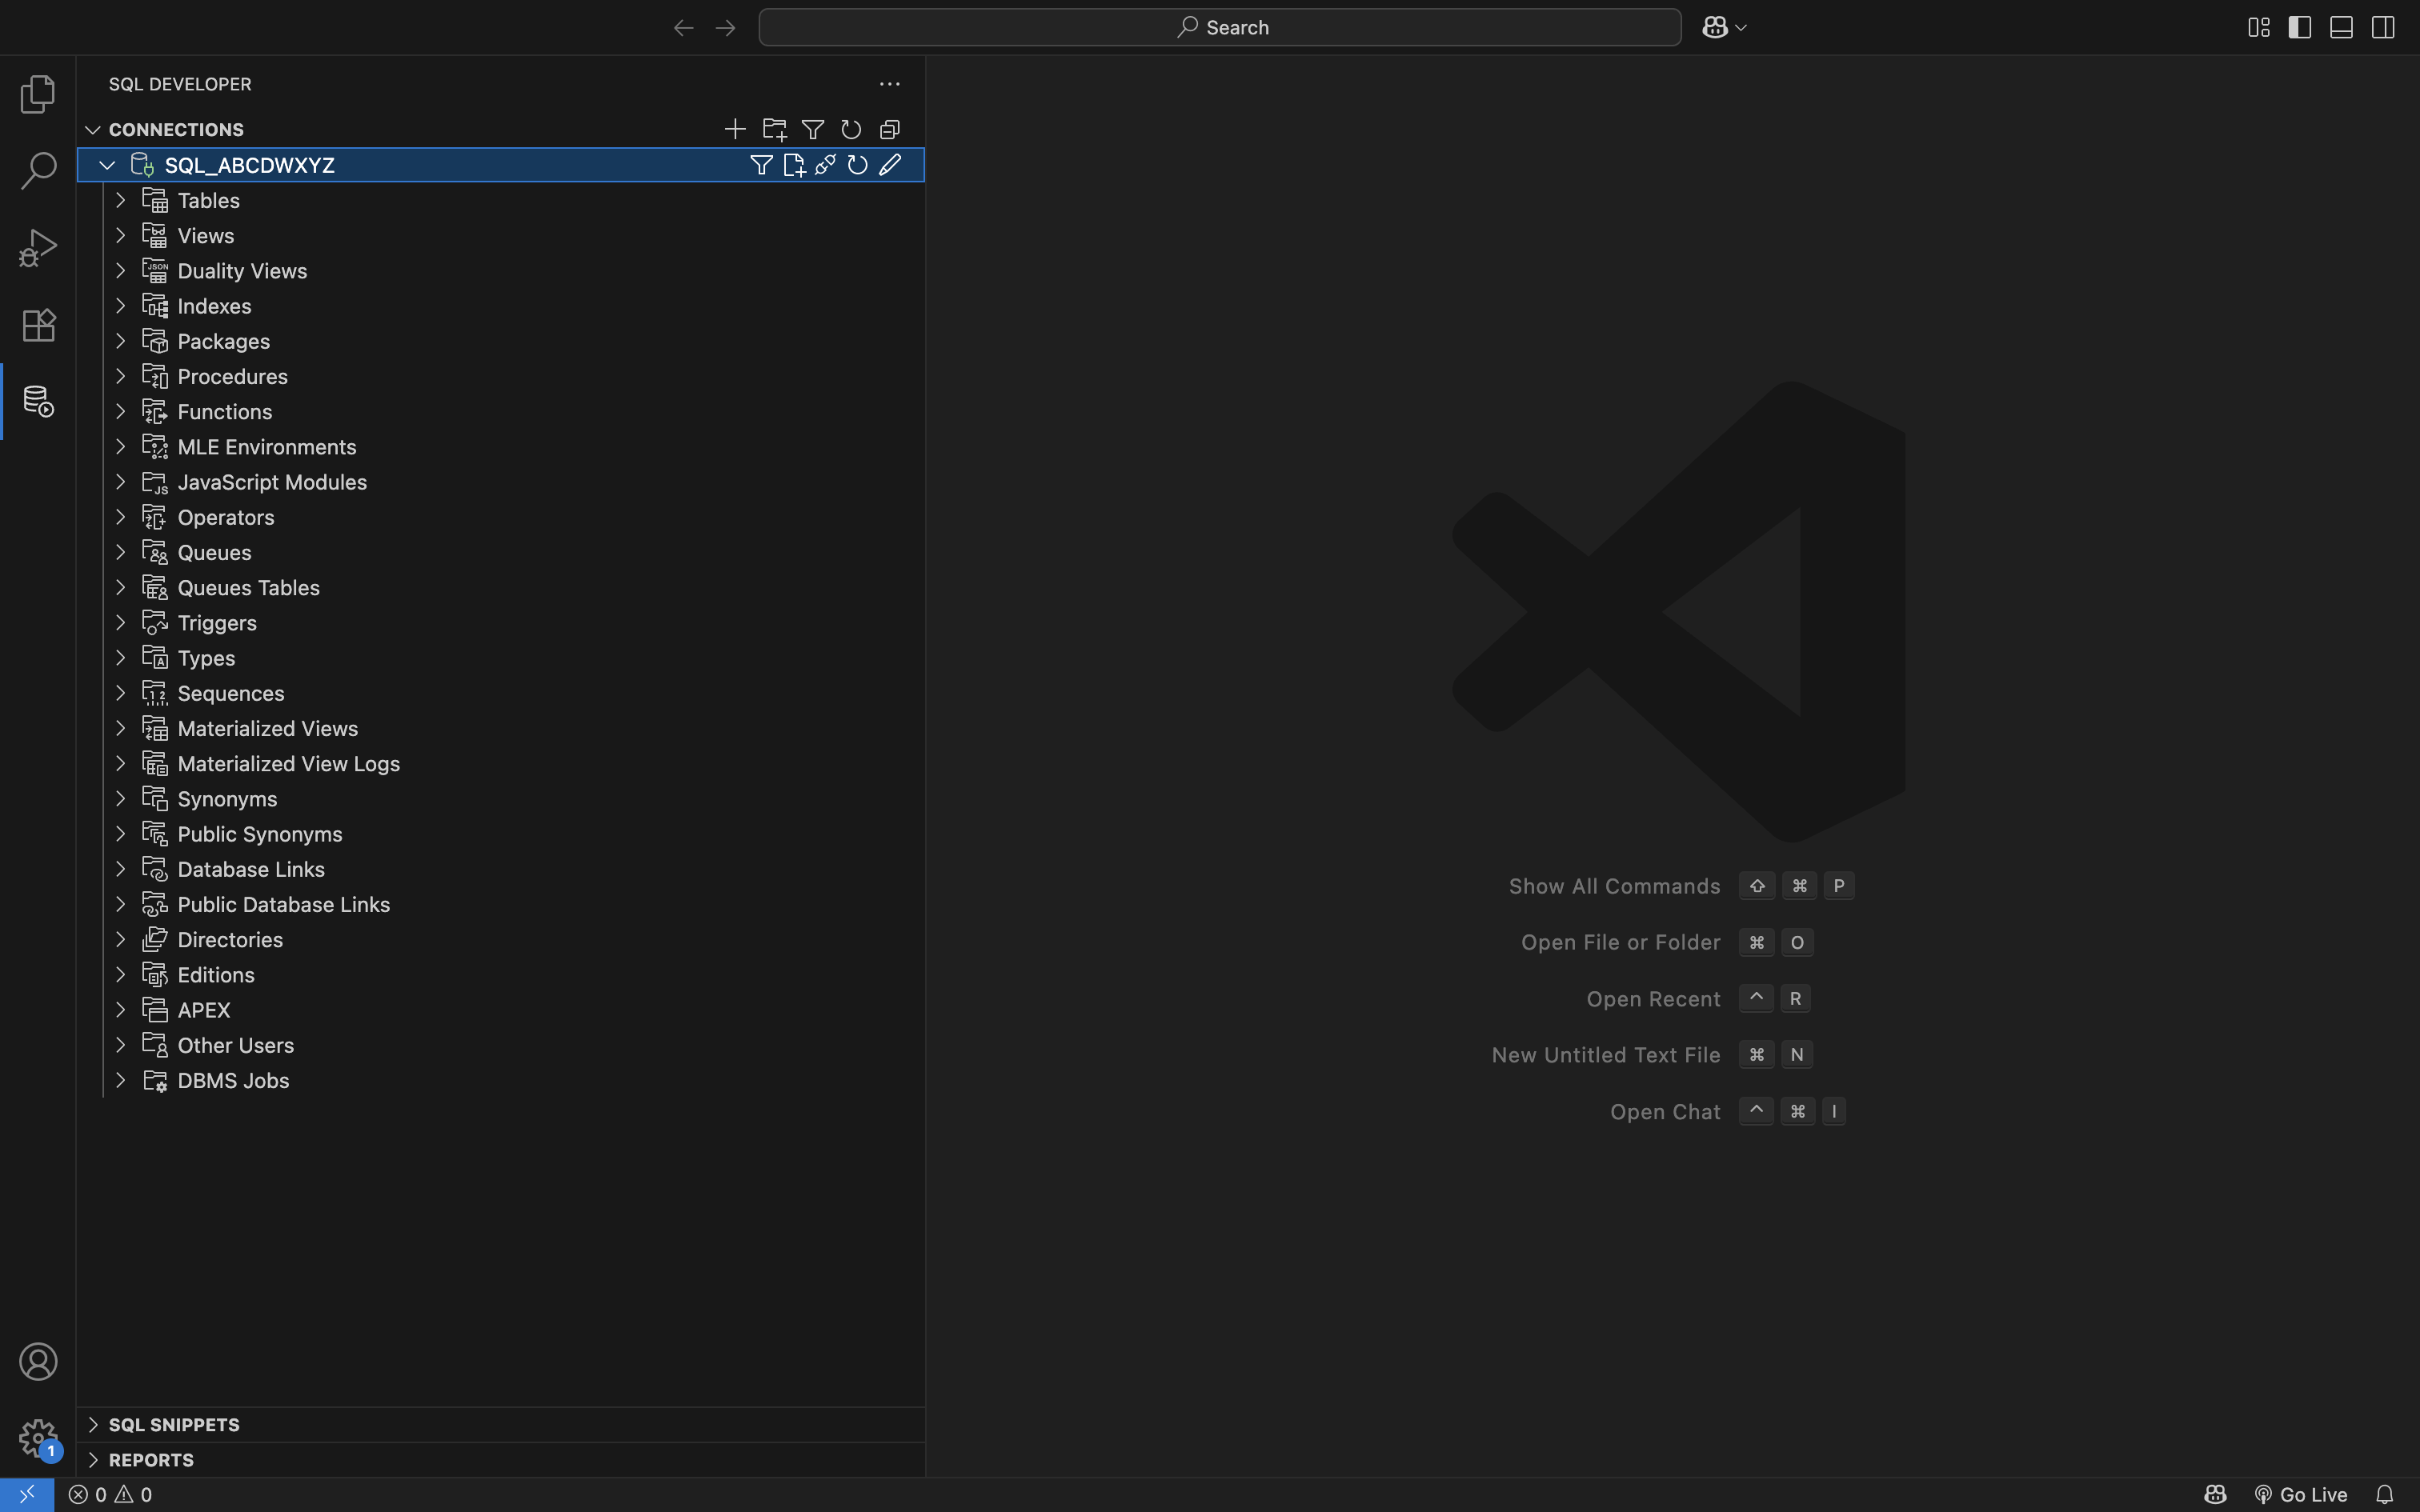 Search
SQL DEVELOPER
CONNECTIONS
SQL_ABCDWXYZ
Tables
Views
Duality Views
Indexes
Packages
Procedures
Functions
MLE Environments
JavaScript Modules
Operators
Queues
Queues Tables
Triggers
Types
Sequences
Materialized Views
Materialized View Logs
Synonyms
Public Synonyms
Database Links
Public Database Links
Directories
Editions
APEX
Other Users
DBMS Jobs
Show All Commands ⇧ ⌘ P
Open File or Folder ⌘ O
Open Recent ^ R
New Untitled Text File ⌘ N
Open Chat ^ ⌘ I
SQL SNIPPETS
1
REPORTS
0 0
Go Live